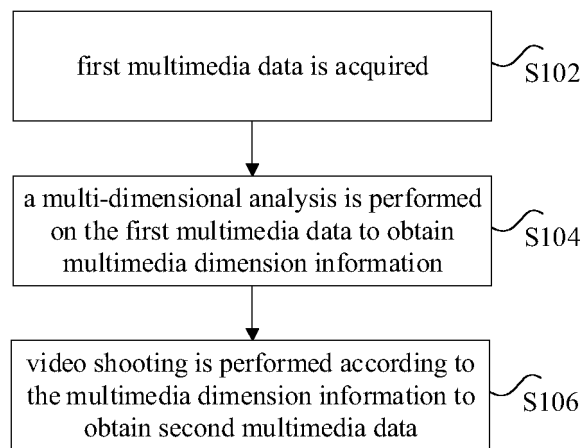 first multimedia data is acquired
S102
a multi-dimensional analysis is performed
on the first multimedia data to obtain
multimedia dimension information
S104
video shooting is performed according to
the multimedia dimension information to
obtain second multimedia data
S106